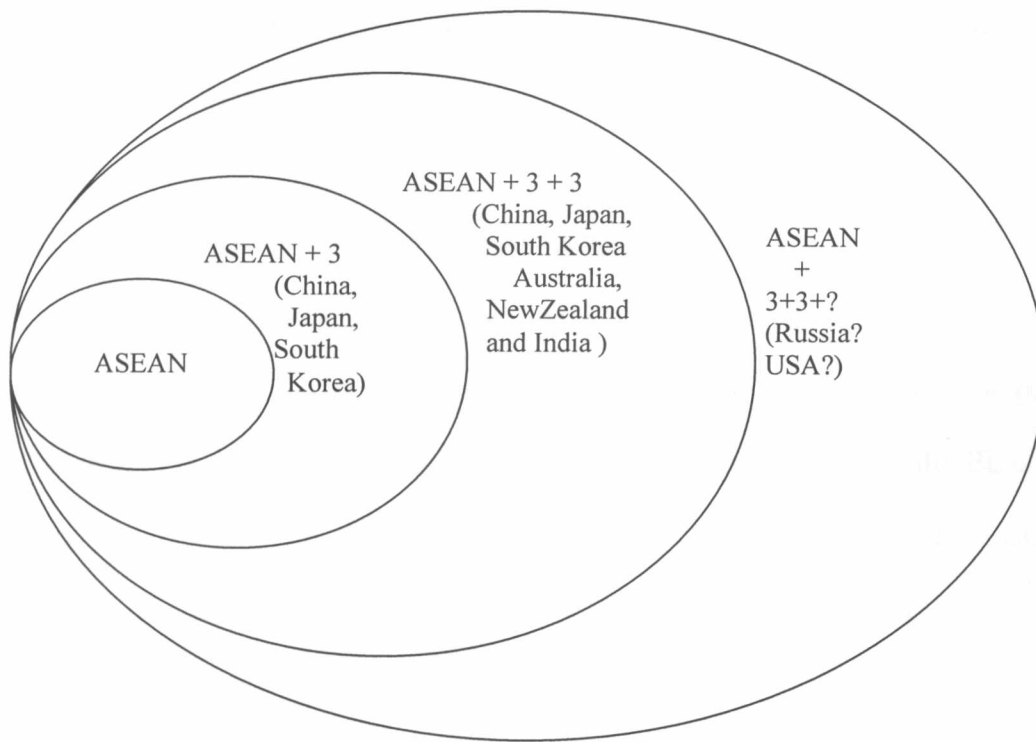 ASEAN
ASEAN + 3
(China,
Japan,
South
Korea)
ASEAN + 3 + 3
(China, Japan,
South Korea
Australia,
NewZealand
and India )
ASEAN
+
3+3+?
(Russia?
USA?)